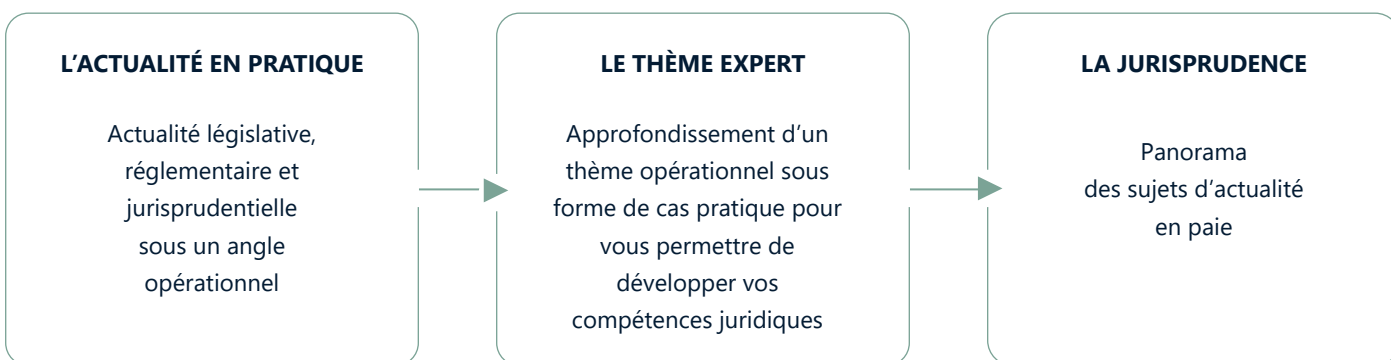 L’ACTUALITÉ EN PRATIQUE
Actualité législative,
réglementaire et
jurisprudentielle
sous un angle
opérationnel
LE THÈME EXPERT
Approfondissement d’un
thème opérationnel sous
forme de cas pratique pour
vous permettre de
développer vos
compétences juridiques
LA JURISPRUDENCE
Panorama
des sujets d’actualité
en paie